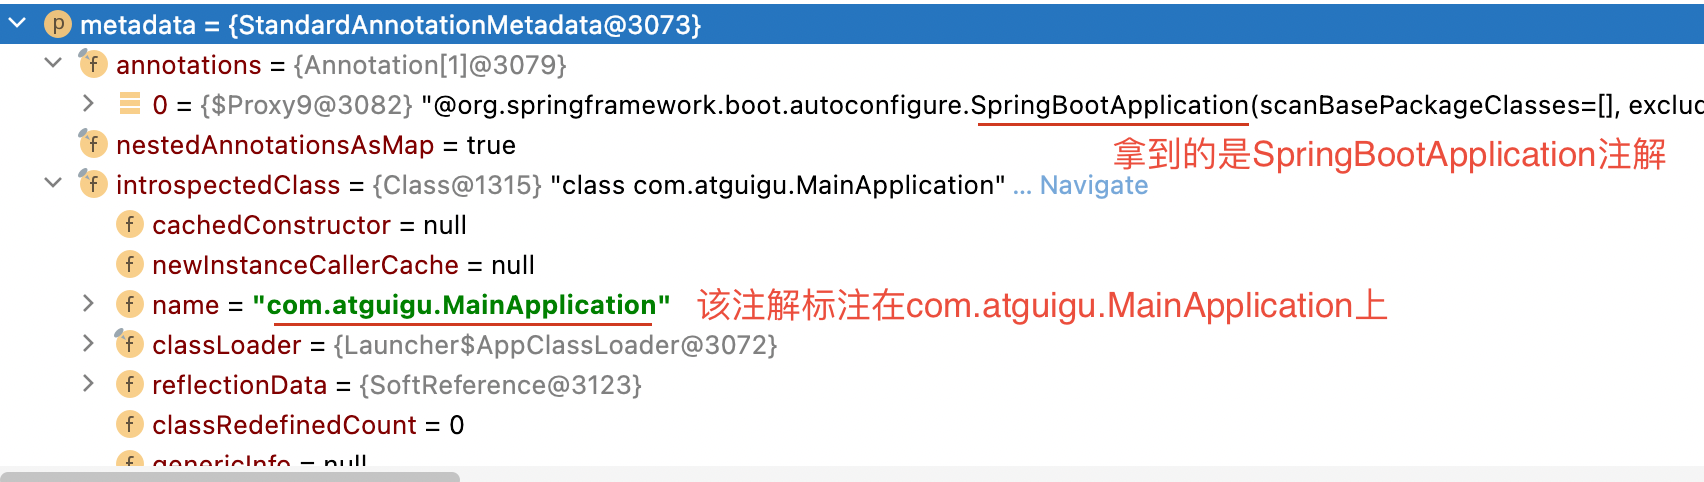 p metadata = {StandardAnnotationMetadata@3073}
f annotations = {Annotation[1]@3079}
0 = {$Proxy9@3082} "@org.springframework.boot.autoconfigure.SpringBootApplication(scanBasePackageClasses=[], exclud
f nestedAnnotationsAsMap = true
拿到的是SpringBootApplication注解
f introspectedClass = {Class@1315} "class com.atguigu.MainApplication" ... Navigate
f cachedConstructor = null
f newInstanceCallerCache = null
f name = "com.atguigu.MainApplication" 该注解标注在com.atguigu.MainApplication上
f classLoader = {Launcher$AppClassLoader@3072}
f reflectionData = {SoftReference@3123}
f classRedefinedCount = 0
f genericInfo = null